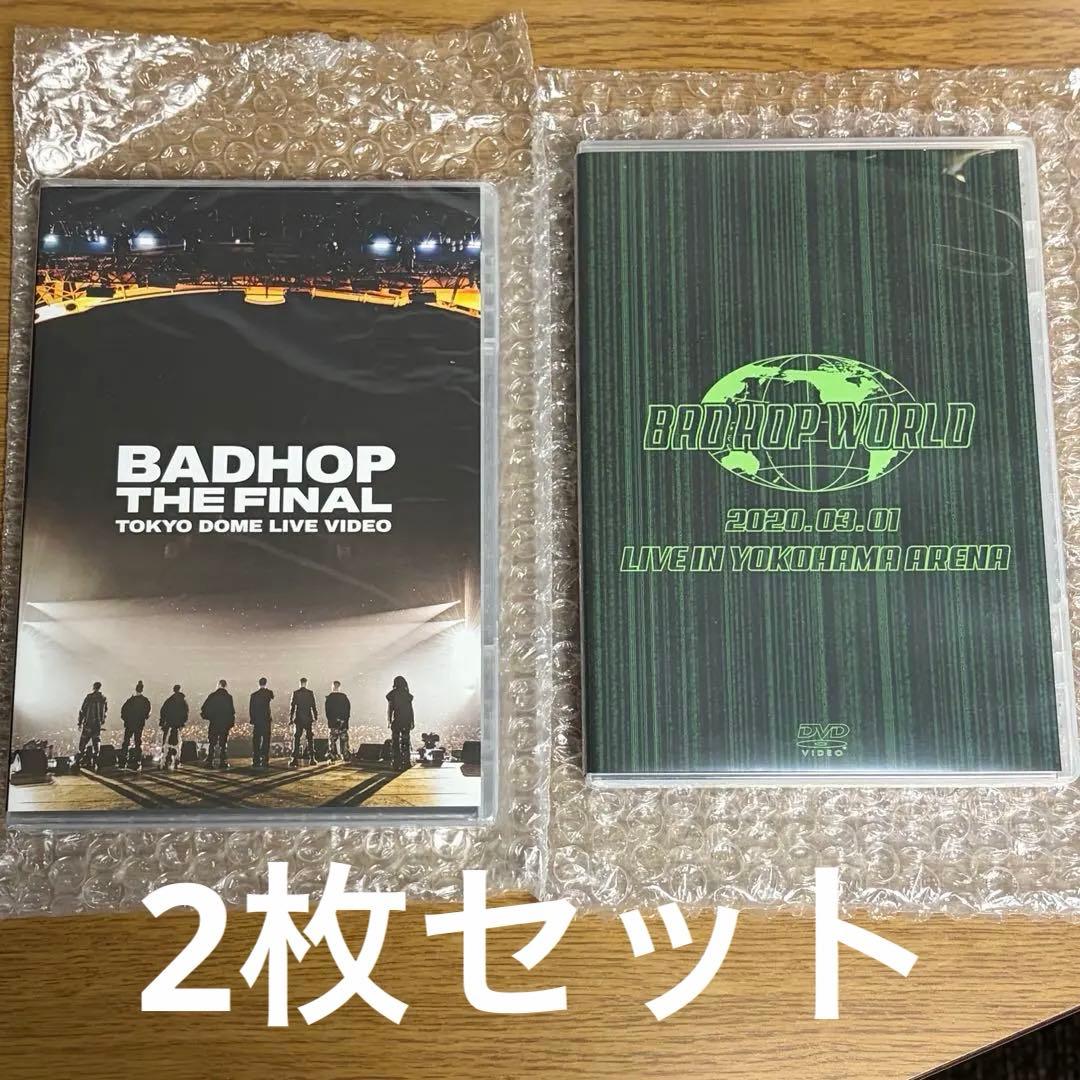 BADHOP
THE FINAL
TOKYO DOME LIVE VIDEO
BAD HOP WORLD
2020.03.01
LIVE IN YOKOHAMA ARENA
DVD
VIDEO
2枚セット